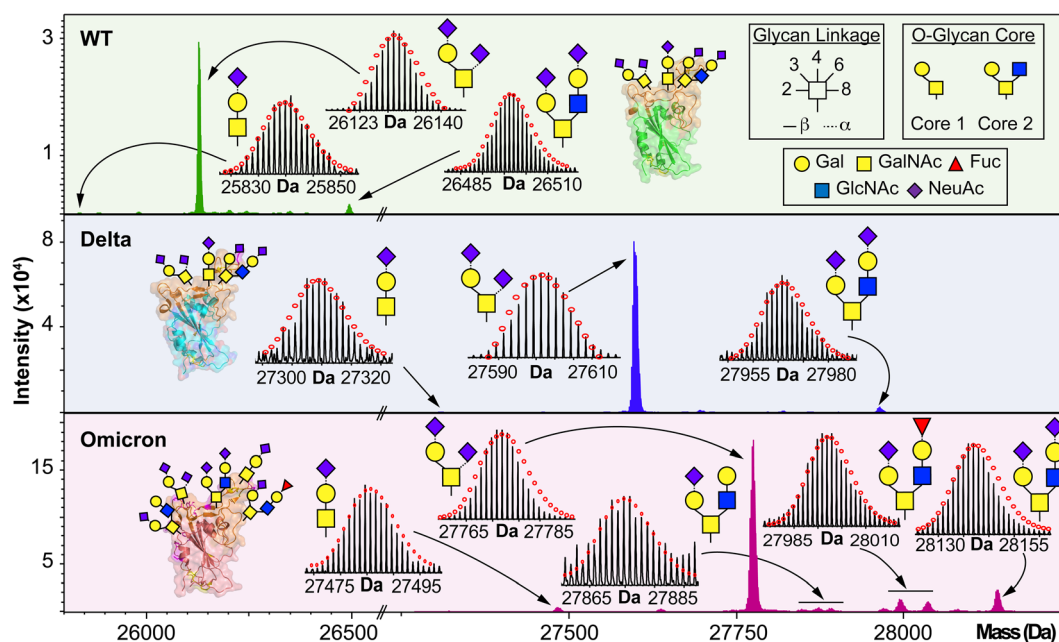 WT
3
1
25830 Da 25850
26123 Da 26140
26485 Da 26510
Glycan Linkage
3 4 6
2 8
β α
O-Glycan Core
Core 1 Core 2
Gal GalNAc Fuc
GlcNAc NeuAc
Intensity (x10⁴)
Delta
8
4
27300 Da 27320
27590 Da 27610
27955 Da 27980
Omicron
15
5
27475 Da 27495
27765 Da 27785
27865 Da 27885
27985 Da 28010
28130 Da 28155
26000 26500 27500 27750 28000 Mass (Da)